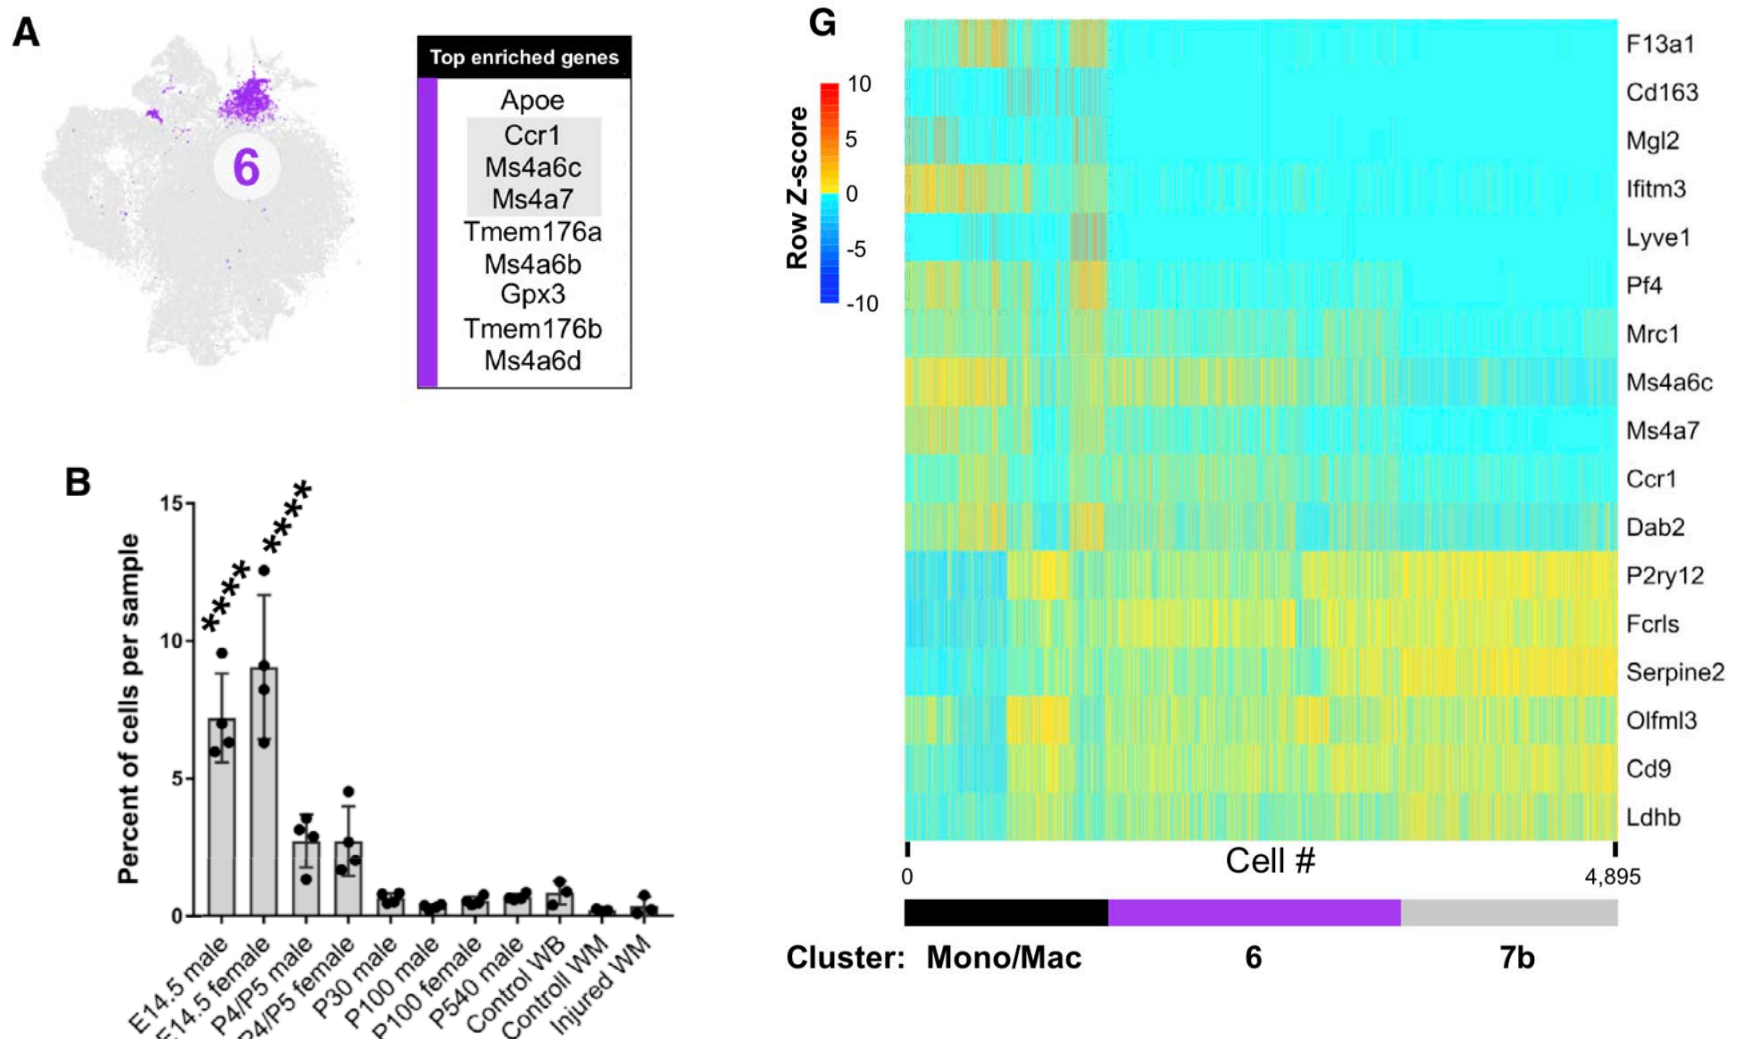 A
6
Top enriched genes
Apoe
Ccr1
Ms4a6c
Ms4a7
Tmem176a
Ms4a6b
Gpx3
Tmem176b
Ms4a6d
B
Percent of cells per sample
15
10
5
0
****
****
E14.5 male
E14.5 female
P4/P5 male
P4/P5 female
P30 male
P100 male
P100 female
P540 male
Control WB
Controll WM
Injured WM
G
Row Z-score
10
5
0
-5
-10
F13a1
Cd163
Mgl2
Ifitm3
Lyve1
Pf4
Mrc1
Ms4a6c
Ms4a7
Ccr1
Dab2
P2ry12
Fcrls
Serpine2
Olfml3
Cd9
Ldhb
0
Cell #
4,895
Cluster: Mono/Mac 6 7b